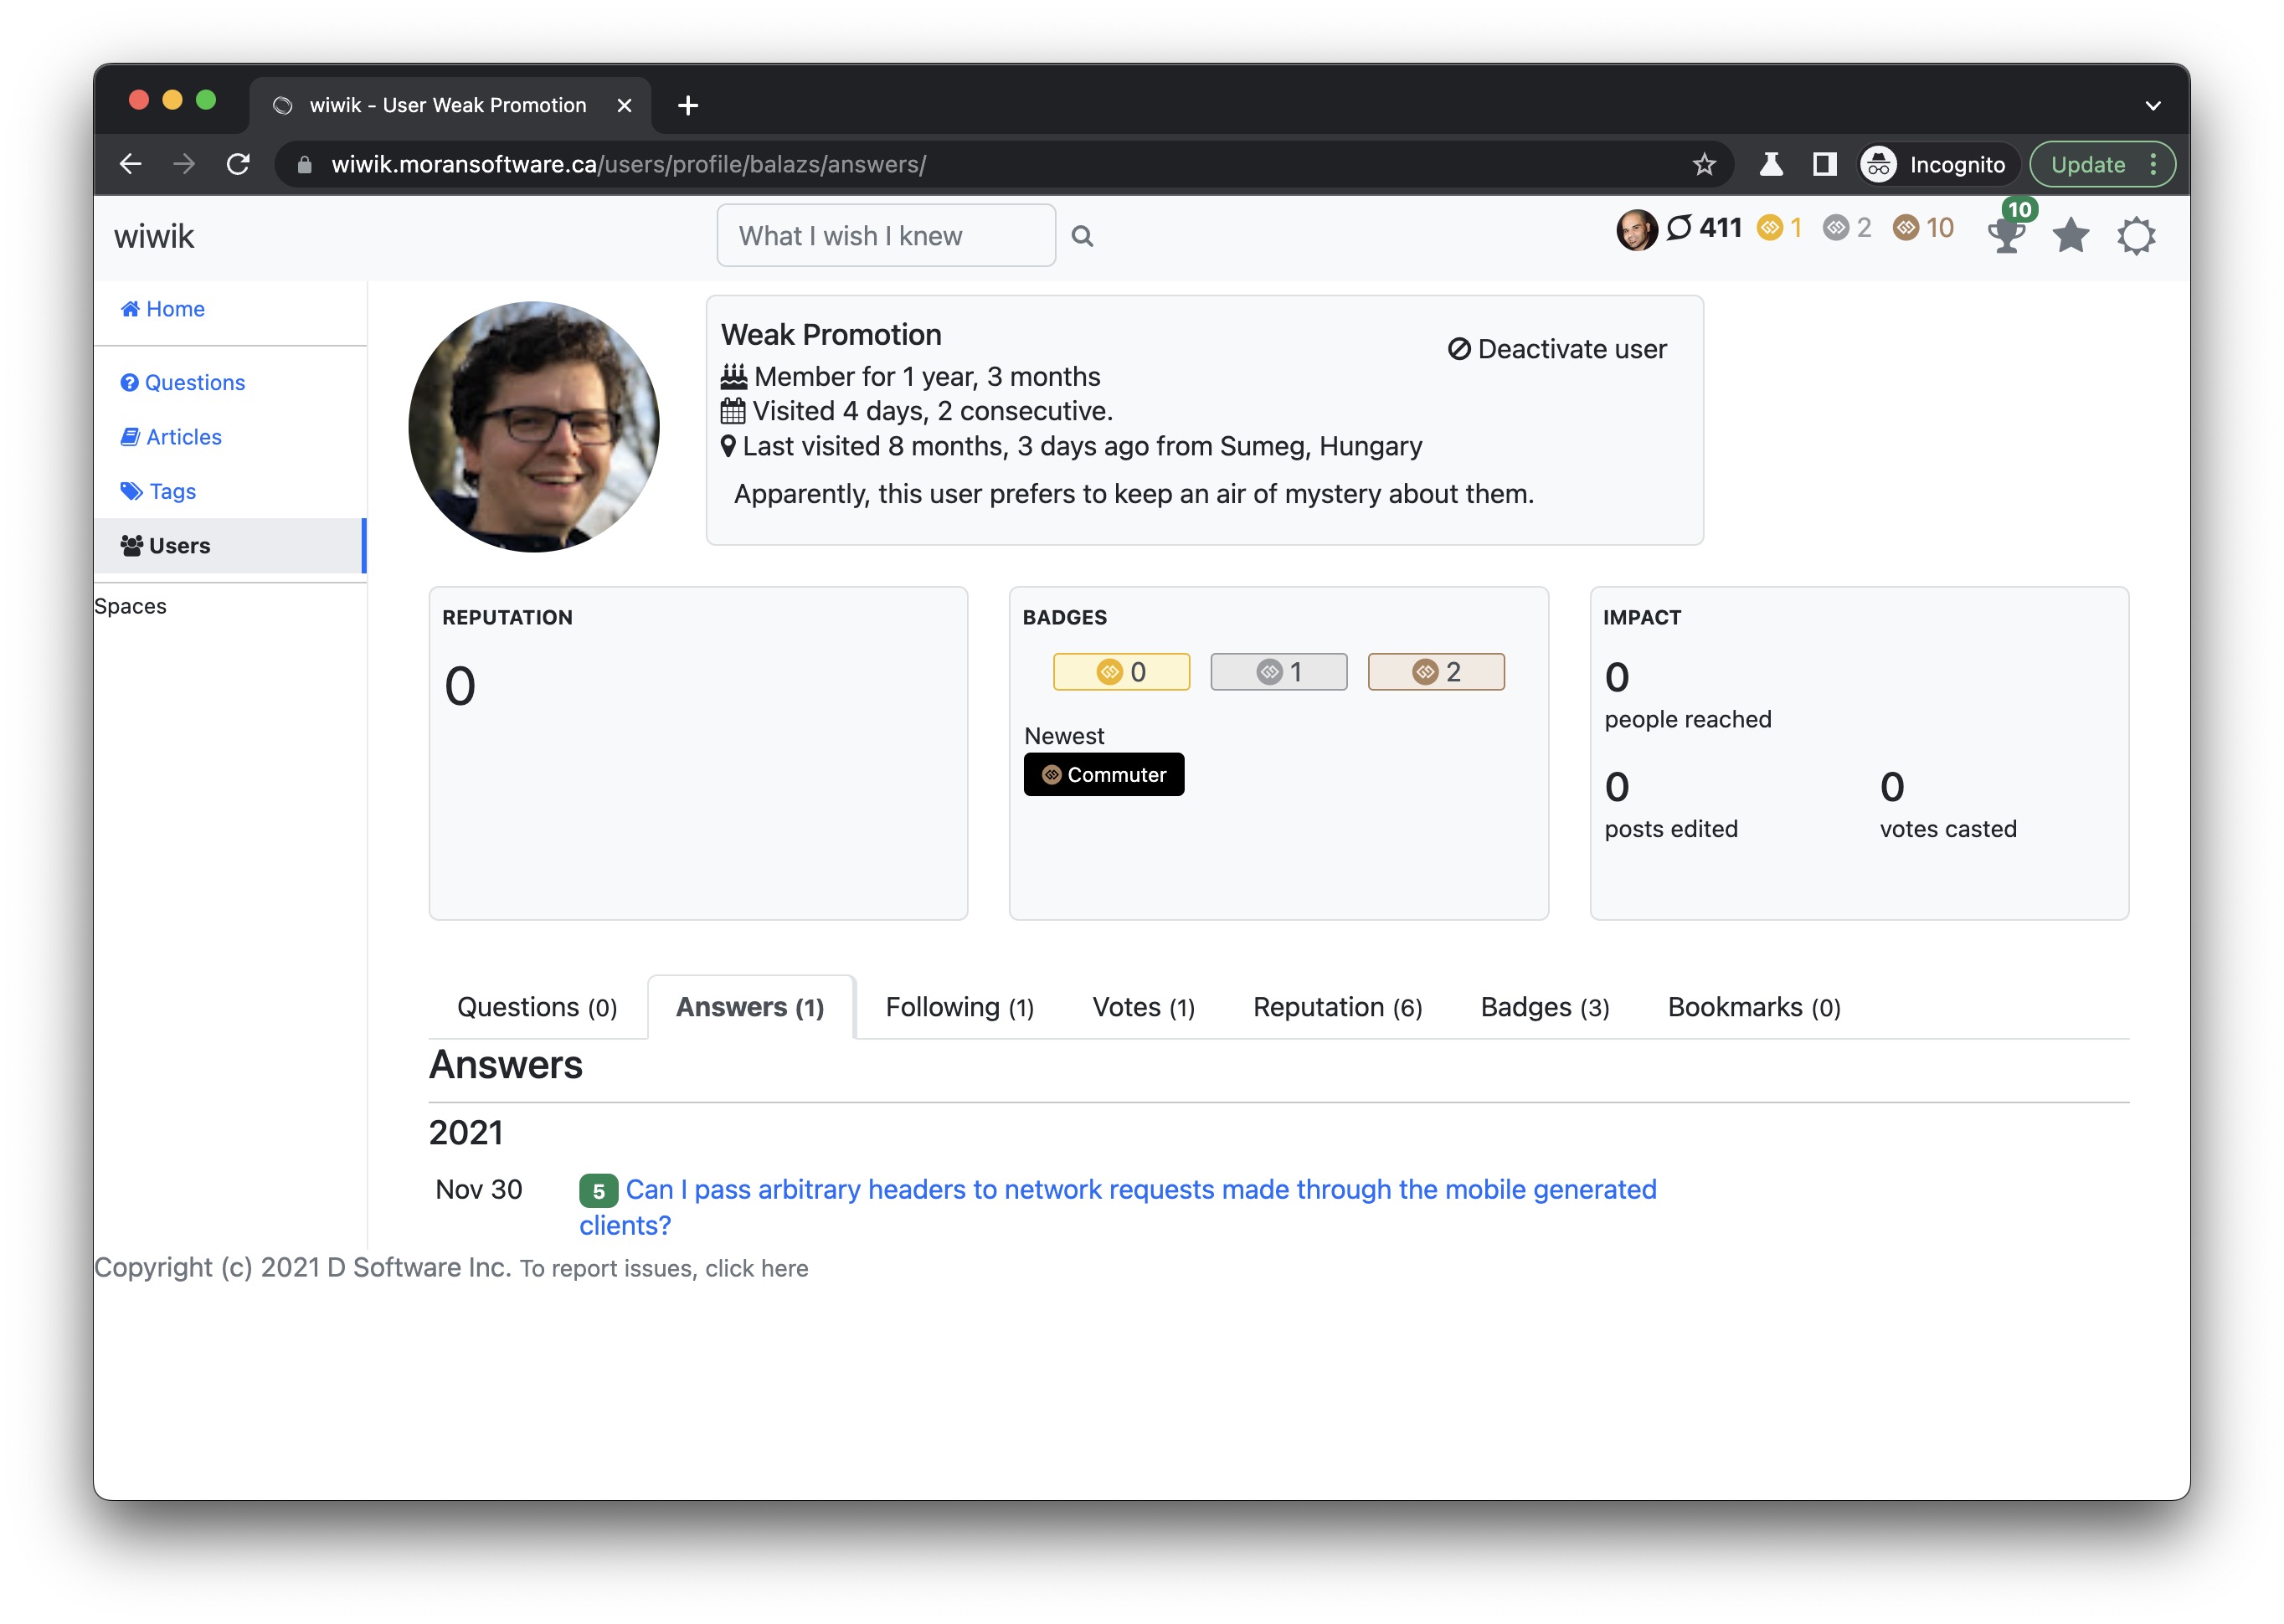 wiwik - User Weak Promotion
wiwik.moransoftware.ca/users/profile/balazs/answers/
Incognito
Update
wiwik
What I wish I knew
411 1 2 10
10
Home
Questions
Articles
Tags
Users
Spaces
Weak Promotion
Deactivate user
Member for 1 year, 3 months
Visited 4 days, 2 consecutive.
Last visited 8 months, 3 days ago from Sumeg, Hungary
Apparently, this user prefers to keep an air of mystery about them.
REPUTATION
0
BADGES
0 1 2
Newest
Commuter
IMPACT
0
people reached
0
posts edited
0
votes casted
Questions (0) Answers (1) Following (1) Votes (1) Reputation (6) Badges (3) Bookmarks (0)
Answers
2021
Nov 30 5 Can I pass arbitrary headers to network requests made through the mobile generated
clients?
Copyright (c) 2021 D Software Inc. To report issues, click here